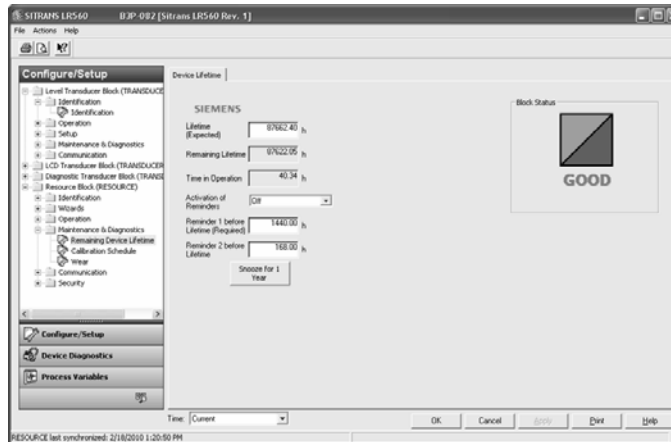 SITRANS LR560 DJP-082 [Sitrans LR560 Rev. 1]
File Actions Help
Configure/Setup
Level Transducer Block (TRANSDUCE
Identification
Identification
Operation
Setup
Maintenance & Diagnostics
Communication
LCD Transducer Block (TRANSDUCER
Diagnostic Transducer Block (TRANSD
Resource Block (RESOURCE)
Identification
Wizards
Operation
Maintenance & Diagnostics
Remaining Device Lifetime
Calibration Schedule
Wear
Communication
Security
Configure/Setup
Device Diagnostics
Process Variables
Device Lifetime
SIEMENS
Lifetime
(Expected)
87662.40 h
Remaining Lifetime
87622.05 h
Time in Operation
40.34 h
Activation of
Reminders
Off
Reminder 1 before
Lifetime (Required)
1440.00 h
Reminder 2 before
Lifetime
168.00 h
Snooze for 1
Year
Block Status
GOOD
Time: Current
OK Cancel Apply Print Help
RESOURCE last synchronized: 2/18/2010 1:20:50 PM